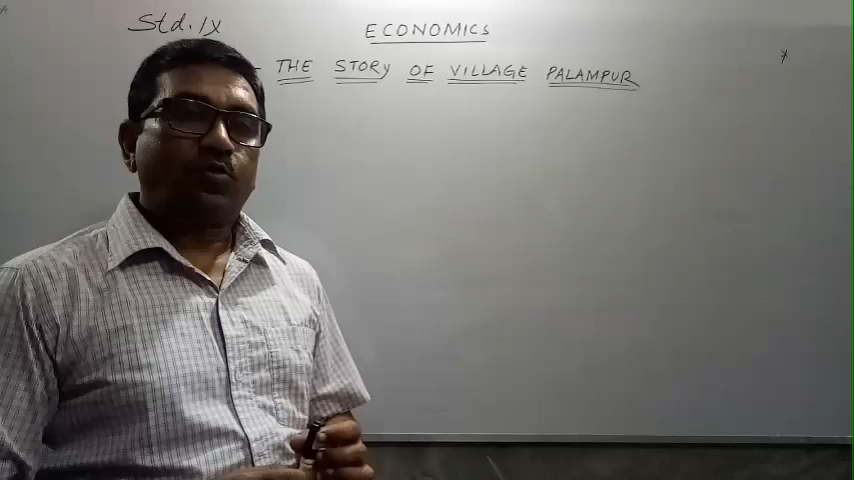 Std. IX
ECONOMICS
THE STORY OF VILLAGE PALAMPUR